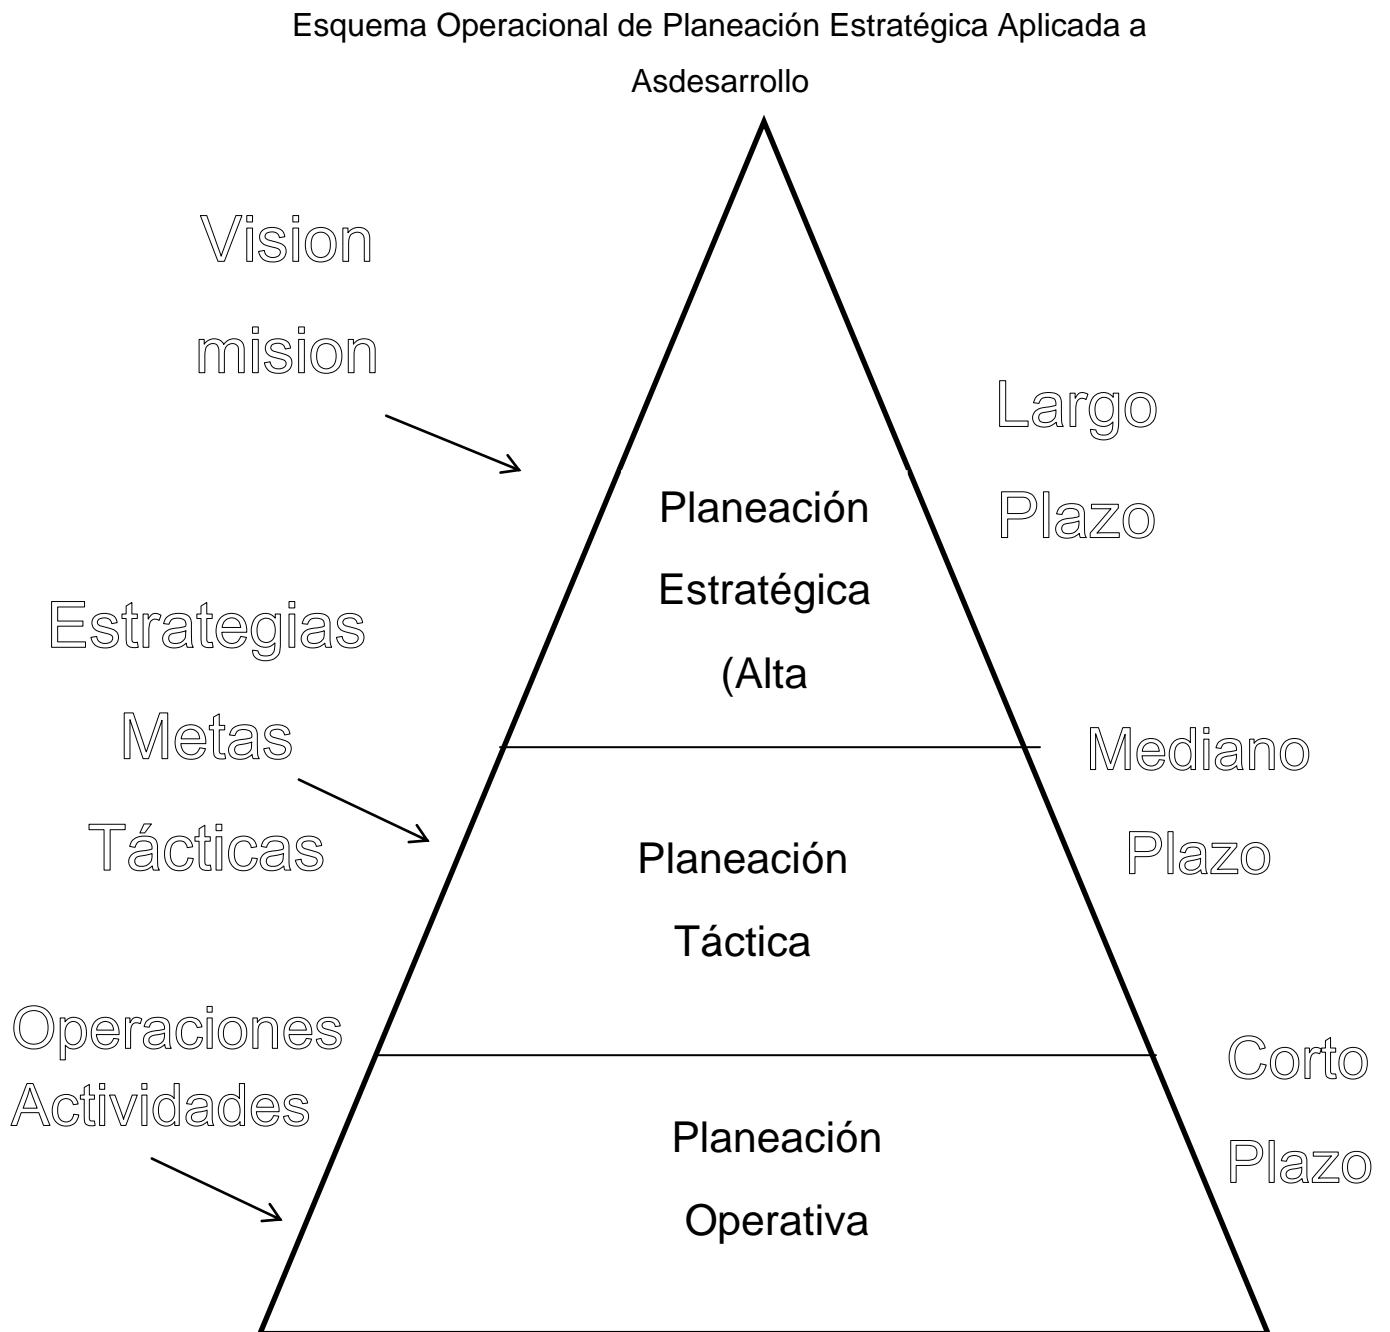 Esquema Operacional de Planeación Estratégica Aplicada a
Asdesarrollo
Vision
mision
Largo
Plazo
Planeación
Estratégica
(Alta
Estrategias
Metas
Tácticas
Mediano
Plazo
Planeación
Táctica
Operaciones
Actividades
Corto
Plazo
Planeación
Operativa